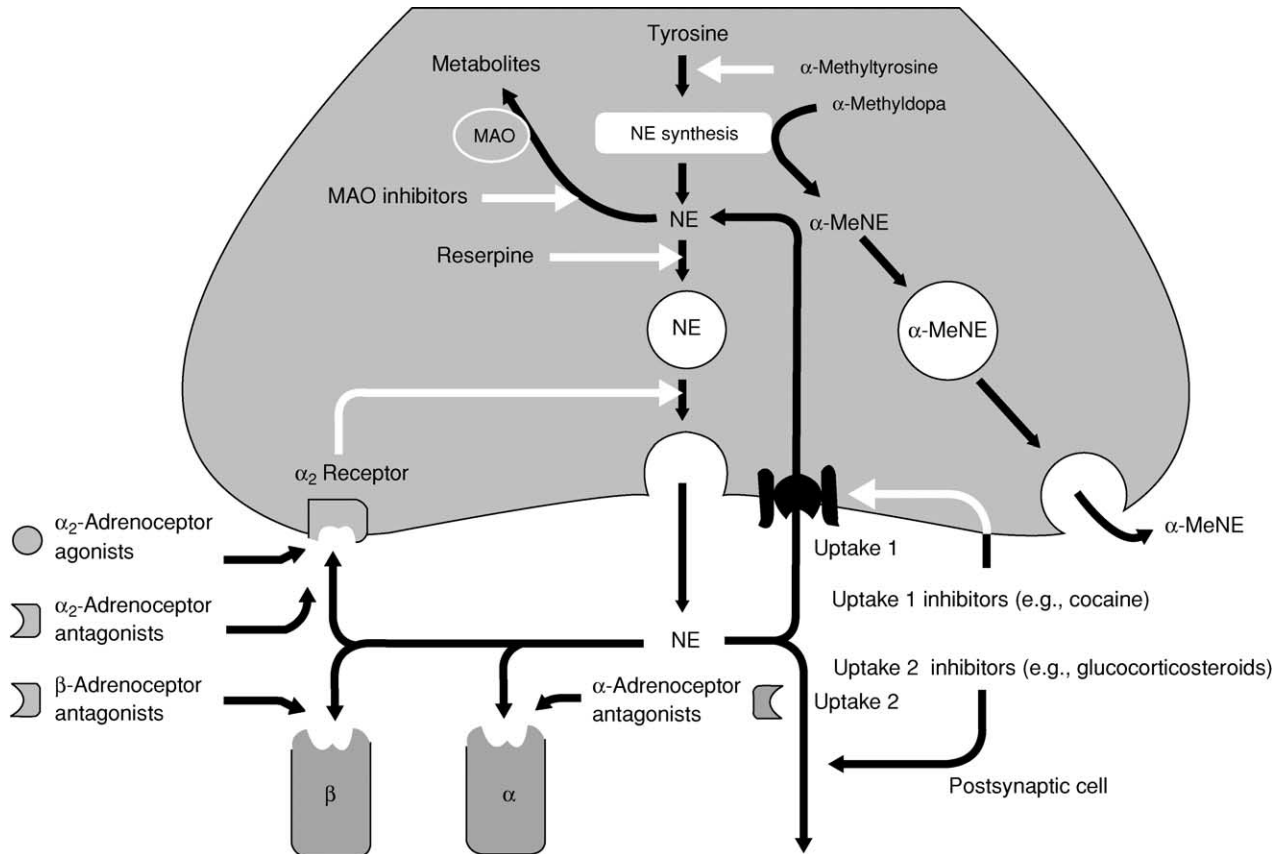 Tyrosine
Metabolites
α-Methyltyrosine
α-Methyldopa
MAO
NE synthesis
MAO inhibitors
NE
α-MeNE
Reserpine
NE
α-MeNE
α₂ Receptor
α₂-Adrenoceptor
agonists
α-MeNE
Uptake 1
α₂-Adrenoceptor
antagonists
Uptake 1 inhibitors (e.g., cocaine)
NE
Uptake 2 inhibitors (e.g., glucocorticosteroids)
β-Adrenoceptor
antagonists
α-Adrenoceptor
antagonists
Uptake 2
Postsynaptic cell
β
α